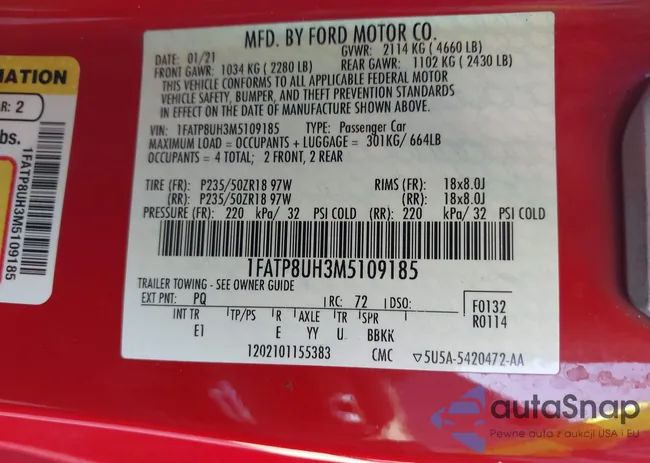 MFD. BY FORD MOTOR CO.
DATE: 01/21 GVWR: 2114 KG ( 4660 LB)
FRONT GAWR: 1034 KG ( 2280 LB) REAR GAWR: 1102 KG ( 2430 LB)
THIS VEHICLE CONFORMS TO ALL APPLICABLE FEDERAL MOTOR
VEHICLE SAFETY, BUMPER, AND THEFT PREVENTION STANDARDS
IN EFFECT ON THE DATE OF MANUFACTURE SHOWN ABOVE.
VIN: 1FATP8UH3M5109185 TYPE: Passenger Car
MAXIMUM LOAD = OCCUPANTS + LUGGAGE = 301KG/ 664LB
OCCUPANTS = 4 TOTAL; 2 FRONT, 2 REAR
TIRE (FR): P235/50ZR18 97W RIMS (FR): 18x8.0J
(RR): P235/50ZR18 97W (RR): 18x8.0J
PRESSURE (FR): 220 kPa/ 32 PSI COLD (RR): 220 kPa/ 32 PSI COLD
1FATP8UH3M5109185
TRAILER TOWING - SEE OWNER GUIDE
EXT PNT: PQ RC: 72 DSO:
F0132
R0114
INT TR TP/PS R AXLE TR SPR
E1 E YY U BBKK
1202101155383 CMC ▽5U5A-5420472-AA
MATION
R: 2
bs.
1FATP8UH3M5109185
autaSnap
Pewne auta z aukcji USA i EU